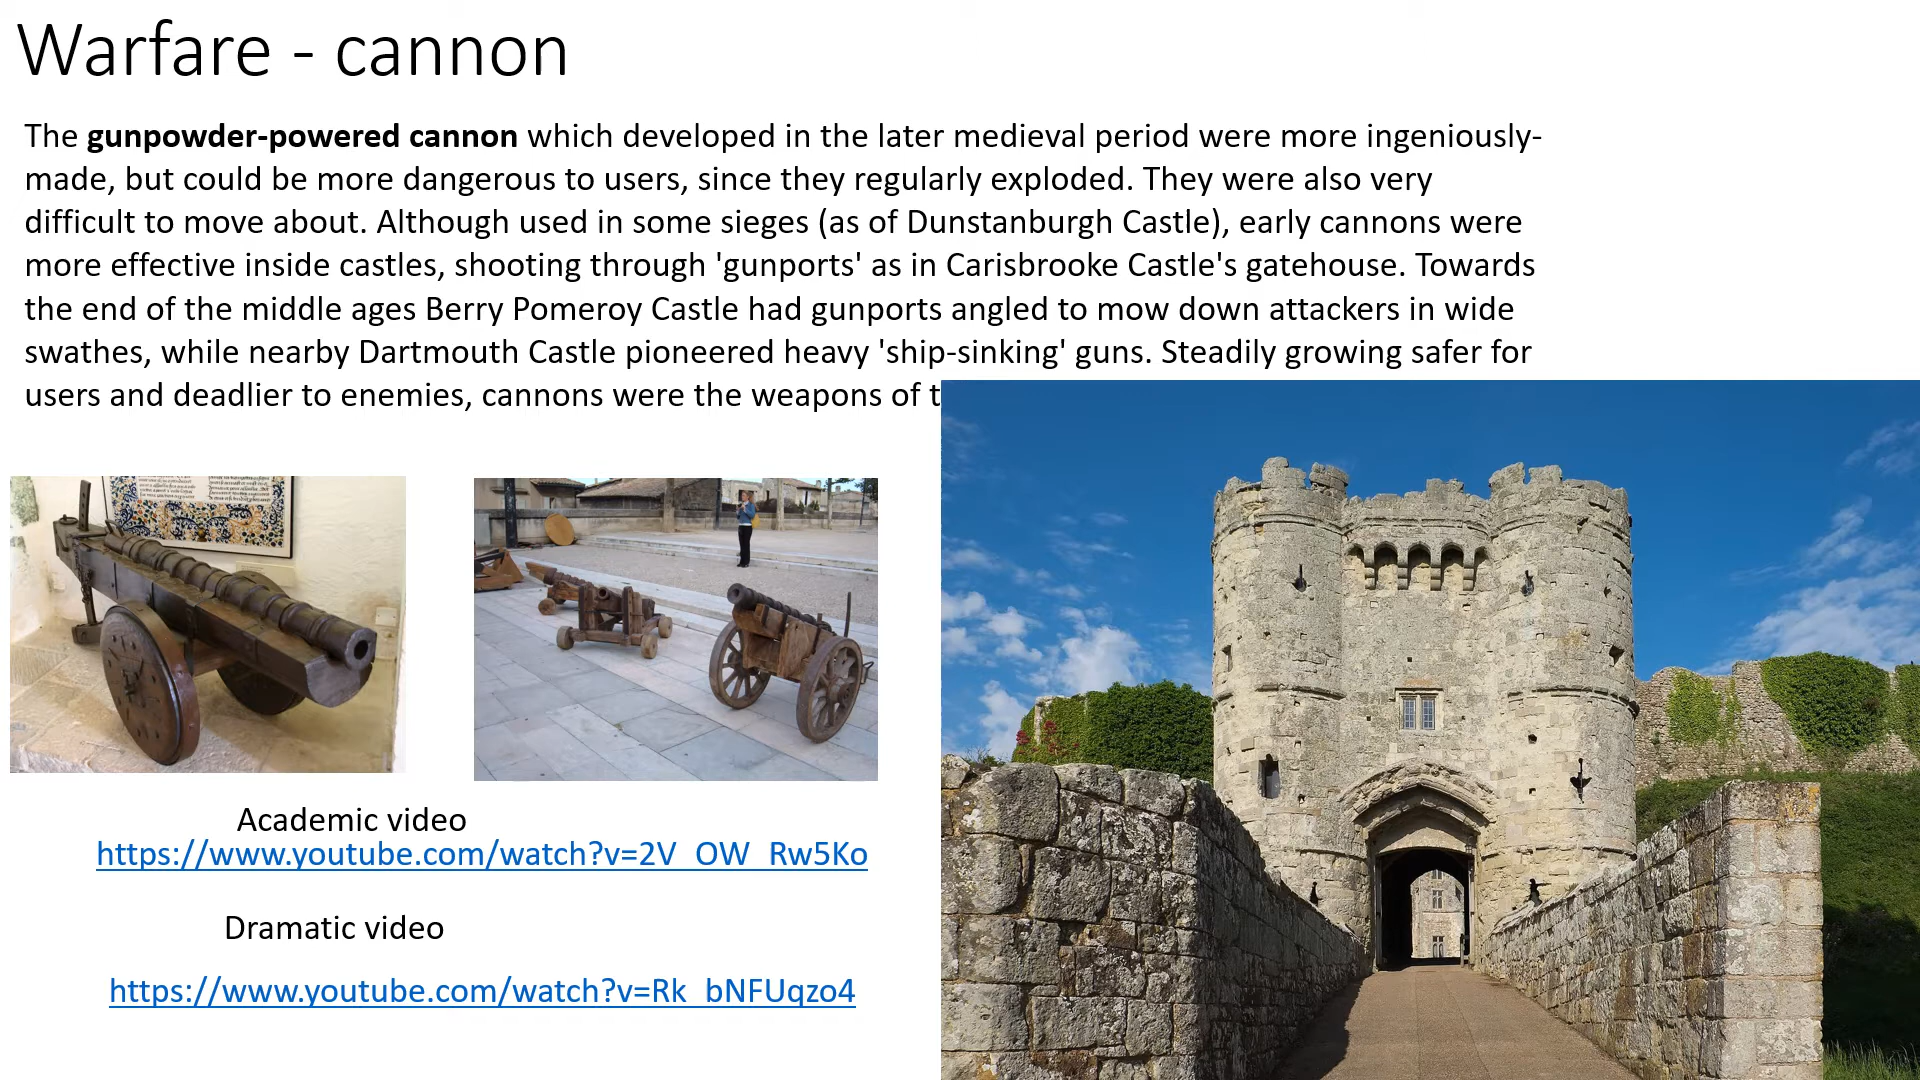 Warfare - cannon
The gunpowder-powered cannon which developed in the later medieval period were more ingeniously-
made, but could be more dangerous to users, since they regularly exploded. They were also very
difficult to move about. Although used in some sieges (as of Dunstanburgh Castle), early cannons were
more effective inside castles, shooting through 'gunports' as in Carisbrooke Castle's gatehouse. Towards
the end of the middle ages Berry Pomeroy Castle had gunports angled to mow down attackers in wide
swathes, while nearby Dartmouth Castle pioneered heavy 'ship-sinking' guns. Steadily growing safer for
users and deadlier to enemies, cannons were the weapons of
Academic video
https://www.youtube.com/watch?v=2V_OW_Rw5Ko
Dramatic video
https://www.youtube.com/watch?v=Rk_bNFUqzo4